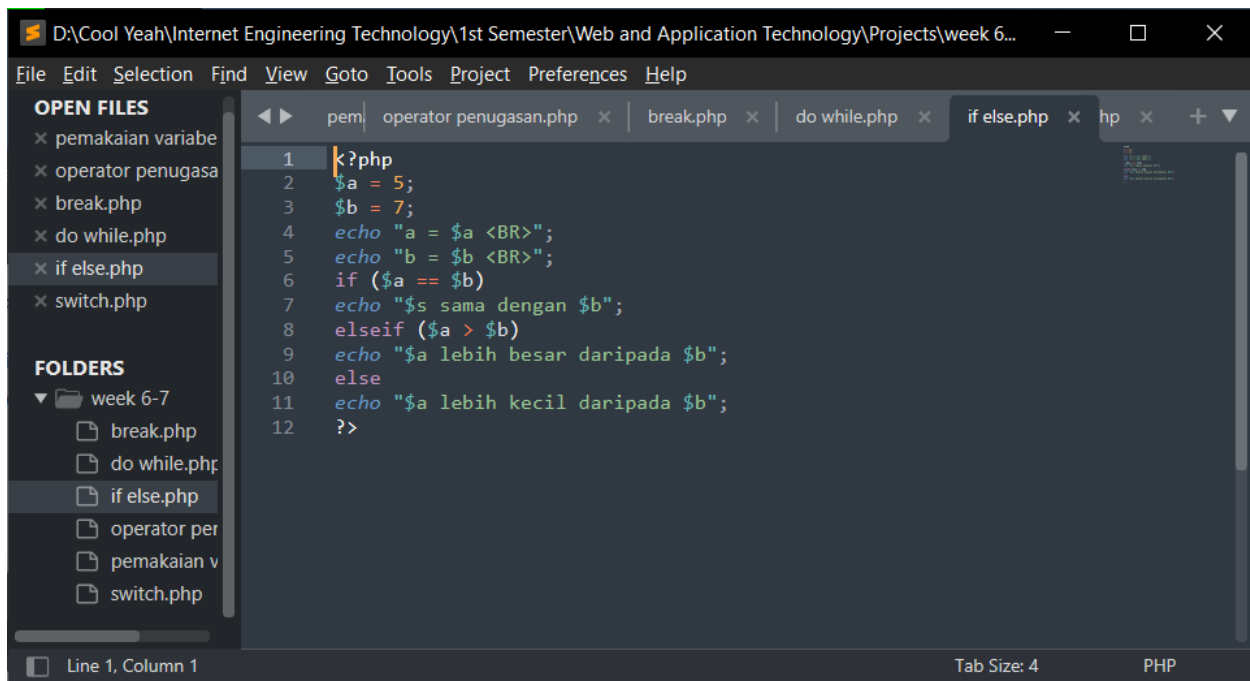 D:\Cool Yeah\Internet Engineering Technology\1st Semester\Web and Application Technology\Projects\week 6...
File Edit Selection Find View Goto Tools Project Preferences Help
OPEN FILES
pemakaian variabe
operator penugasa
break.php
do while.php
if else.php
switch.php
FOLDERS
week 6-7
break.php
do while.php
if else.php
operator per
pemakaian v
switch.php
pem operator penugasan.php break.php do while.php if else.php hp
1 <?php
2 $a = 5;
3 $b = 7;
4 echo "a = $a <BR>";
5 echo "b = $b <BR>";
6 if ($a == $b)
7 echo "$s sama dengan $b";
8 elseif ($a > $b)
9 echo "$a lebih besar daripada $b";
10 else
11 echo "$a lebih kecil daripada $b";
12 ?>
Line 1, Column 1 Tab Size: 4 PHP